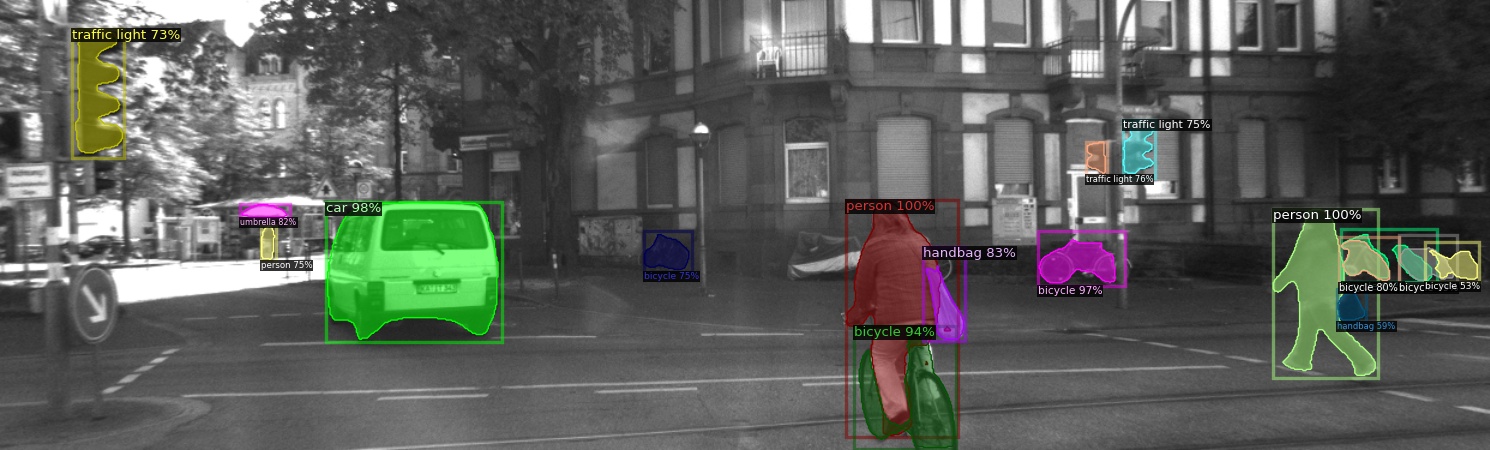 traffic light 73%
traffic light 75%
traffic light 76%
car 98%
umbrella 82%
person 100%
person 100%
handbag 83%
person 75%
bicycle 75%
bicycle 97%
bicycle 80%
bicyc
bicycle 53%
handbag 59%
bicycle 94%